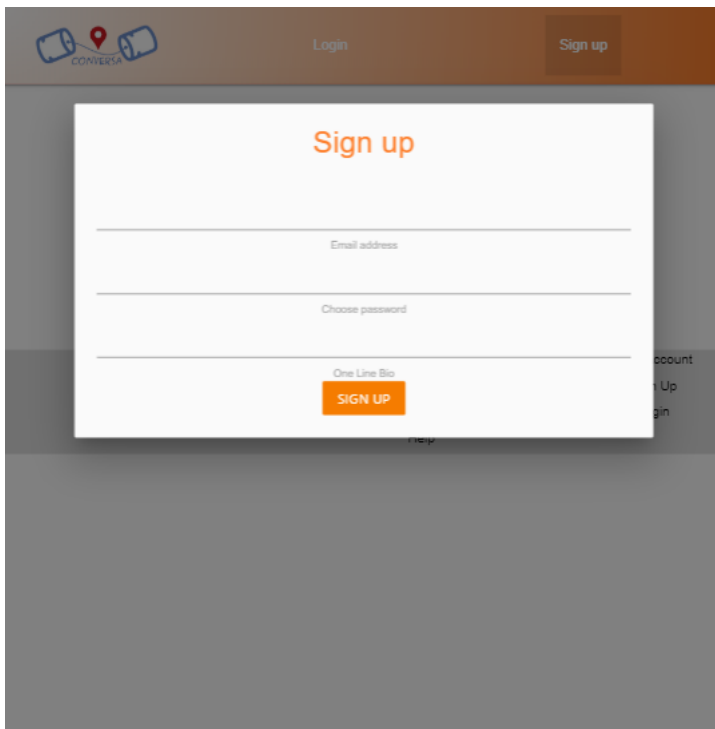 CONVERSA
Login
Sign up
Sign up
Email address
Choose password
One Line Bio
SIGN UP
ccount
Up
gin
Help